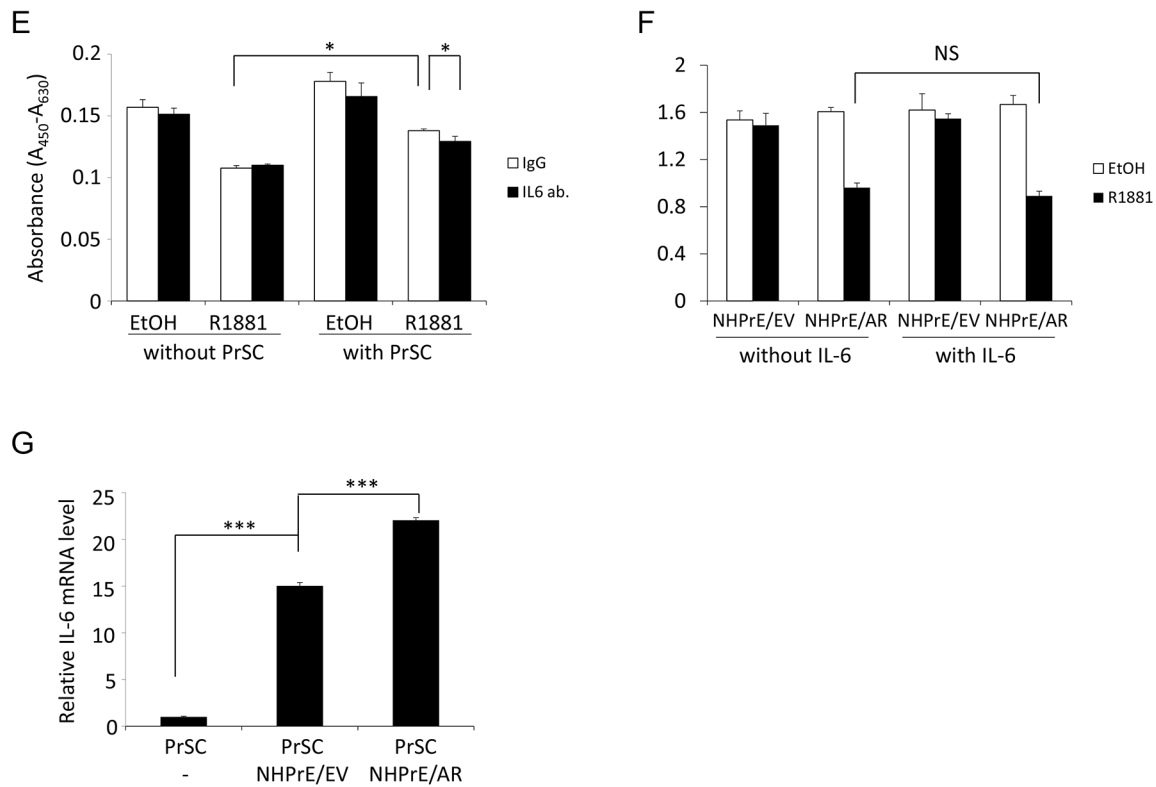 E
Absorbance (A450-A630)
0.2
0.15
0.1
0.05
0
*
*
IgG
IL6 ab.
EtOH R1881 EtOH R1881
without PrSC with PrSC
F
2
1.6
1.2
0.8
0.4
0
NS
EtOH
R1881
NHPrE/EV NHPrE/AR NHPrE/EV NHPrE/AR
without IL-6 with IL-6
G
Relative IL-6 mRNA level
25
20
15
10
5
0
***
***
PrSC PrSC PrSC
- NHPrE/EV NHPrE/AR